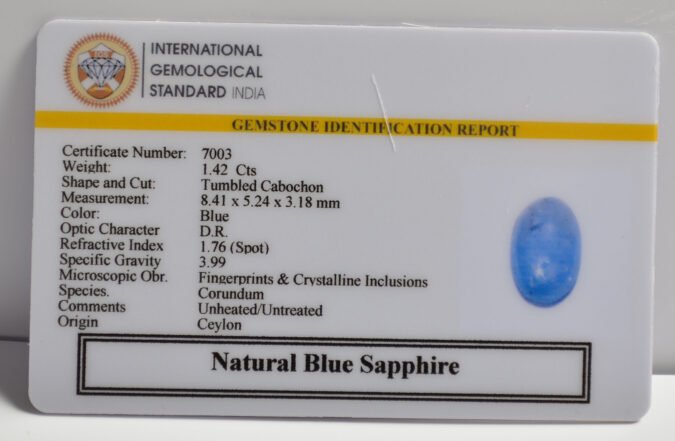 INTERNATIONAL
GEMOLOGICAL
STANDARD INDIA
GEMSTONE IDENTIFICATION REPORT
Certificate Number: 7003
Weight: 1.42 Cts
Shape and Cut: Tumbled Cabochon
Measurement: 8.41 x 5.24 x 3.18 mm
Color: Blue
Optic Character D.R.
Refractive Index 1.76 (Spot)
Specific Gravity 3.99
Microscopic Obr. Fingerprints & Crystalline Inclusions
Species. Corundum
Comments Unheated/Untreated
Origin Ceylon
Natural Blue Sapphire